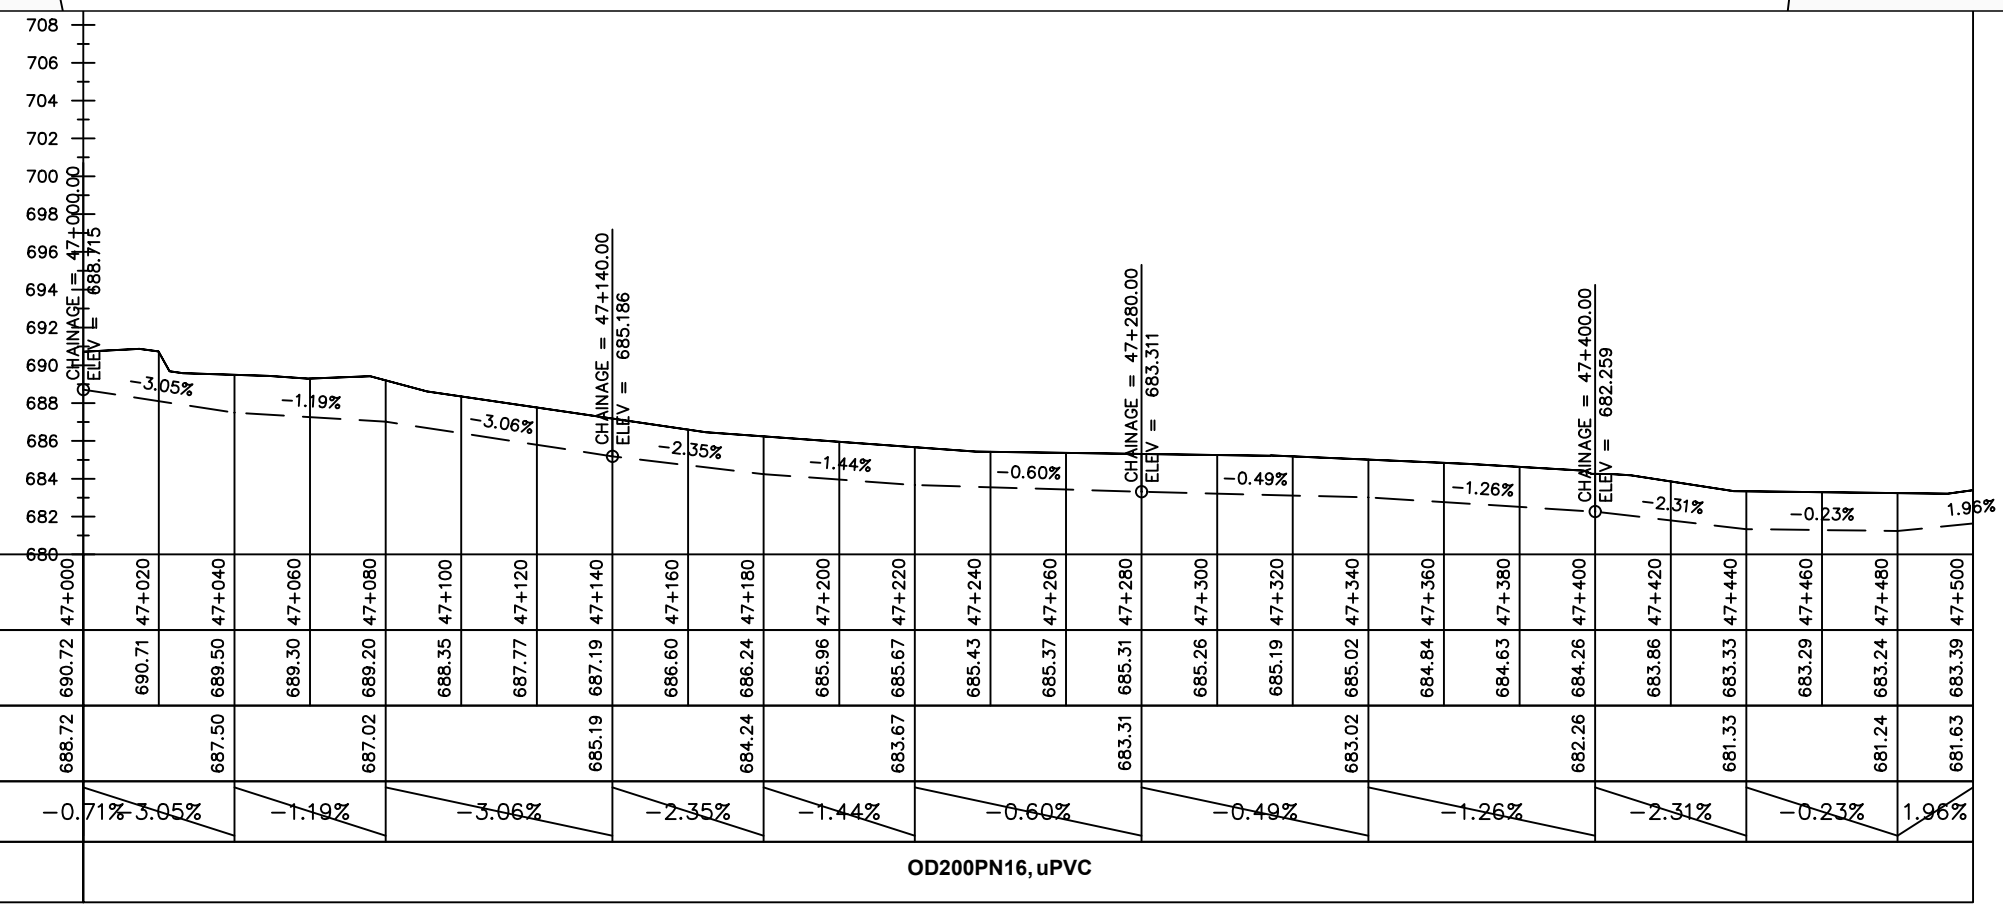 708
706
704
702
700
698
696
694
692
690
688
686
684
682
680
CHAINAGE = 47+000.00
ELEV = 688.715
CHAINAGE = 47+140.00
ELEV = 685.186
CHAINAGE = 47+280.00
ELEV = 683.311
CHAINAGE = 47+400.00
ELEV = 682.259
-3.05%
-1.19%
-3.06%
-2.35%
-1.44%
-0.60%
-0.49%
-1.26%
-2.31%
-0.23%
1.96%
47+000 47+020 47+040 47+060 47+080 47+100 47+120 47+140 47+160 47+180 47+200 47+220 47+240 47+260 47+280 47+300 47+320 47+340 47+360 47+380 47+400 47+420 47+440 47+460 47+480 47+500
690.72 690.71 689.50 689.30 689.20 688.35 687.77 687.19 686.60 686.24 685.96 685.67 685.43 685.37 685.31 685.26 685.19 685.02 684.84 684.63 684.26 683.86 683.33 683.29 683.24 683.39
688.72 687.50 687.02 685.19 684.24 683.67 683.31 683.02 682.26 681.33 681.24 681.63
-0.71% -3.05% -1.19% -3.06% -2.35% -1.44% -0.60% -0.49% -1.26% -2.31% -0.23% 1.96%
OD200PN16, uPVC